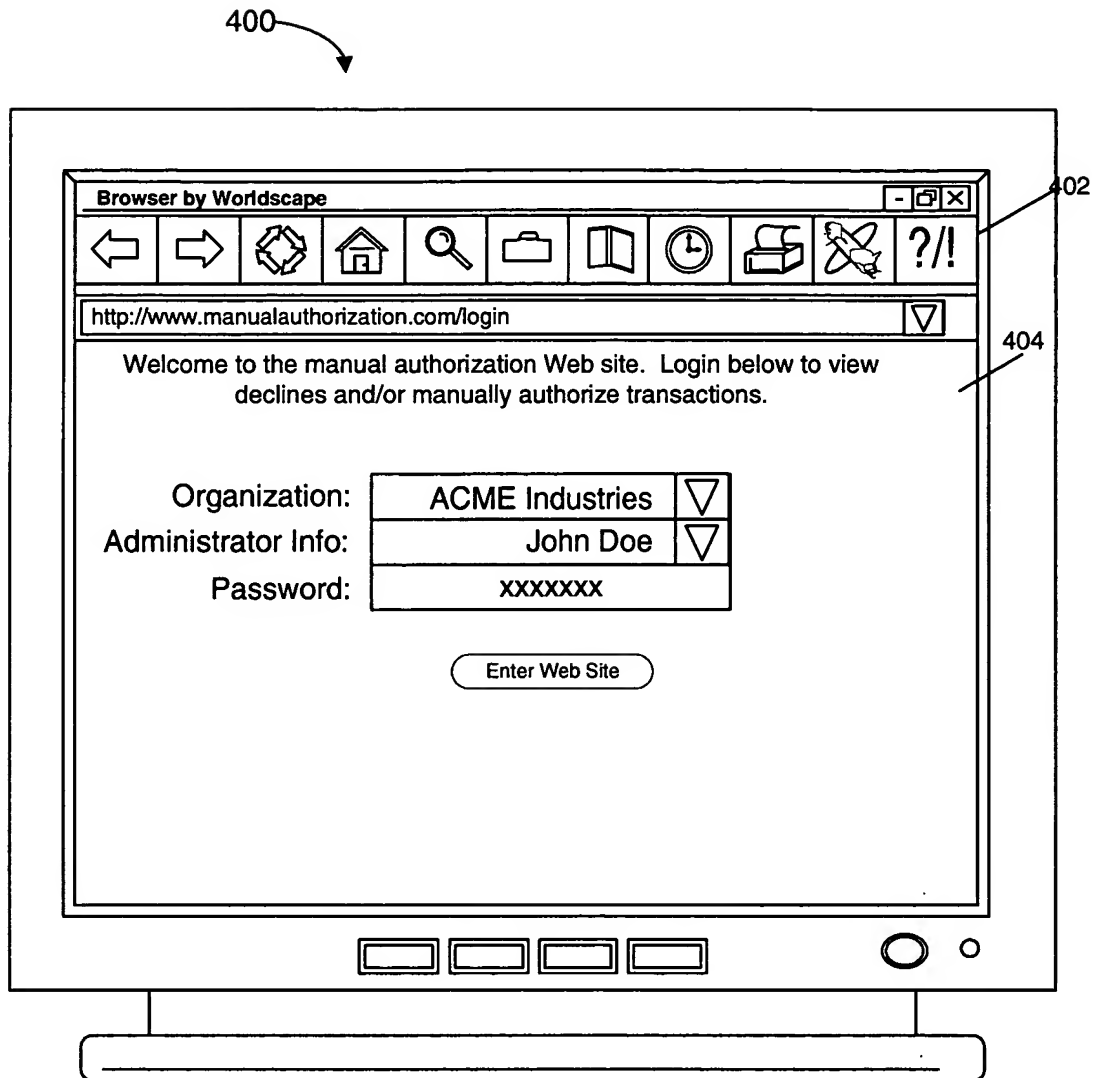 400
Browser by Worldscape
402
?/!
http://www.manualauthorization.com/login
404
Welcome to the manual authorization Web site. Login below to view
declines and/or manually authorize transactions.
Organization: ACME Industries
Administrator Info: John Doe
Password: xxxxxxx
Enter Web Site